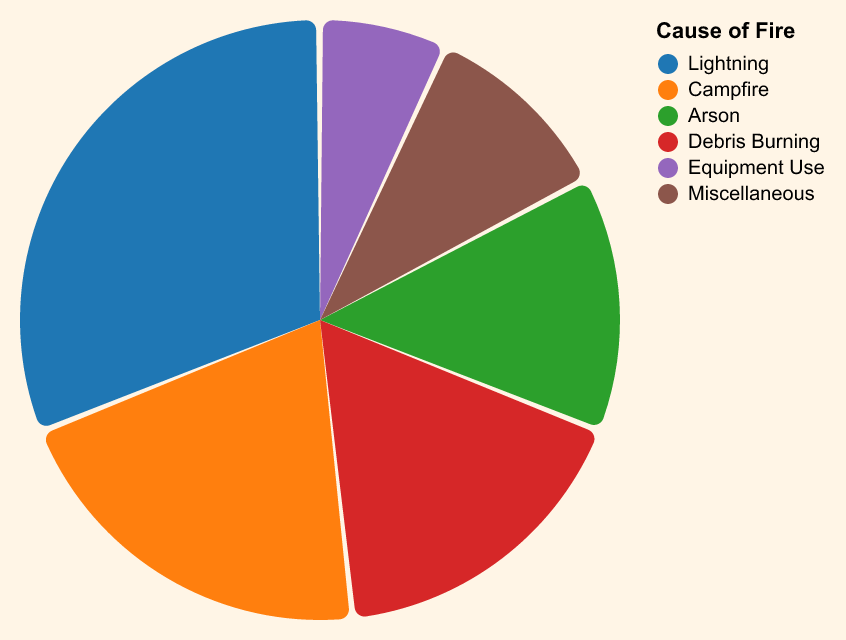 Cause of Fire
Lightning
Campfire
Arson
Debris Burning
Equipment Use
Miscellaneous